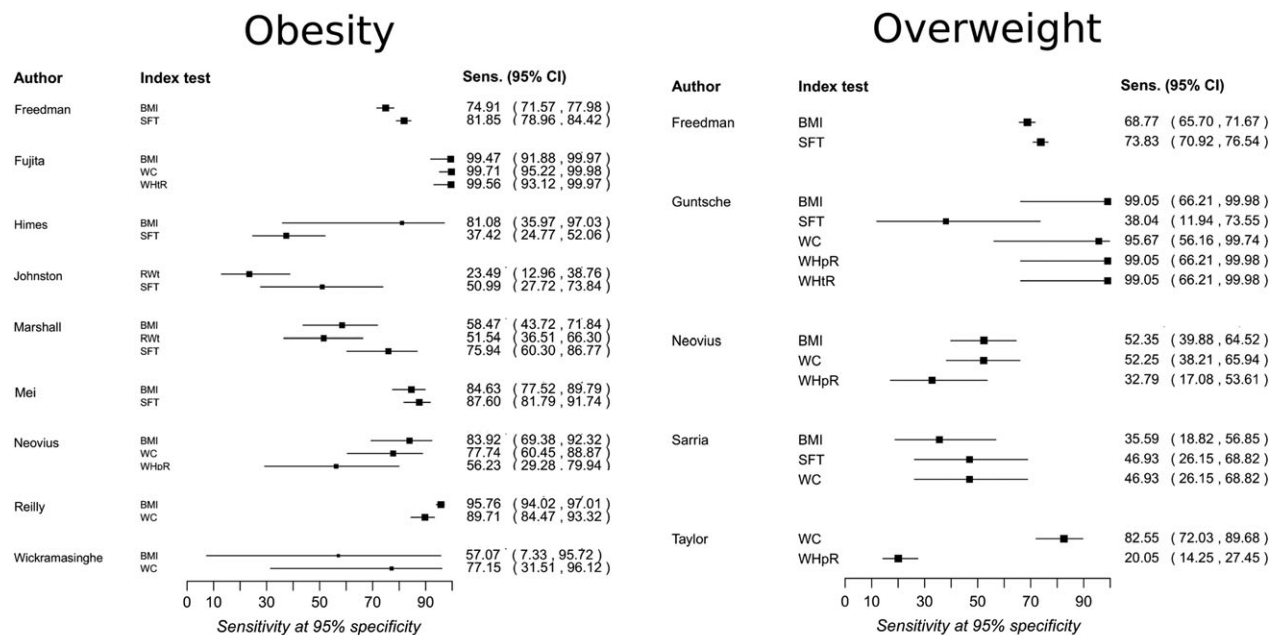 Obesity
Author Index test Sens. (95% CI)
Freedman BMI 74.91 (71.57 , 77.98 )
SFT 81.85 (78.96 , 84.42 )
Fujita BMI 99.47 (91.88 , 99.97 )
WC 99.71 (95.22 , 99.98 )
WHtR 99.56 (93.12 , 99.97 )
Himes BMI 81.08 (35.97 , 97.03 )
SFT 37.42 (24.77 , 52.06 )
Johnston RWt 23.49 (12.96 , 38.76 )
SFT 50.99 (27.72 , 73.84 )
Marshall BMI 58.47 (43.72 , 71.84 )
RWt 51.54 (36.51 , 66.30 )
SFT 75.94 (60.30 , 86.77 )
Mei BMI 84.63 (77.52 , 89.79 )
SFT 87.60 (81.79 , 91.74 )
Neovius BMI 83.92 (69.38 , 92.32 )
WC 77.74 (60.45 , 88.87 )
WHpR 56.23 (29.28 , 79.94 )
Reilly BMI 95.76 (94.02 , 97.01 )
WC 89.71 (84.47 , 93.32 )
Wickramasinghe BMI 57.07 ( 7.33 , 95.72 )
WC 77.15 (31.51 , 96.12 )
0 10 30 50 70 90
Sensitivity at 95% specificity
Overweight
Author Index test Sens. (95% CI)
Freedman BMI 68.77 (65.70 , 71.67 )
SFT 73.83 (70.92 , 76.54 )
Guntsche BMI 99.05 (66.21 , 99.98 )
SFT 38.04 (11.94 , 73.55 )
WC 95.67 (56.16 , 99.74 )
WHpR 99.05 (66.21 , 99.98 )
WHtR 99.05 (66.21 , 99.98 )
Neovius BMI 52.35 (39.88 , 64.52 )
WC 52.25 (38.21 , 65.94 )
WHpR 32.79 (17.08 , 53.61 )
Sarria BMI 35.59 (18.82 , 56.85 )
SFT 46.93 (26.15 , 68.82 )
WC 46.93 (26.15 , 68.82 )
Taylor WC 82.55 (72.03 , 89.68 )
WHpR 20.05 (14.25 , 27.45 )
0 10 30 50 70 90
Sensitivity at 95% specificity